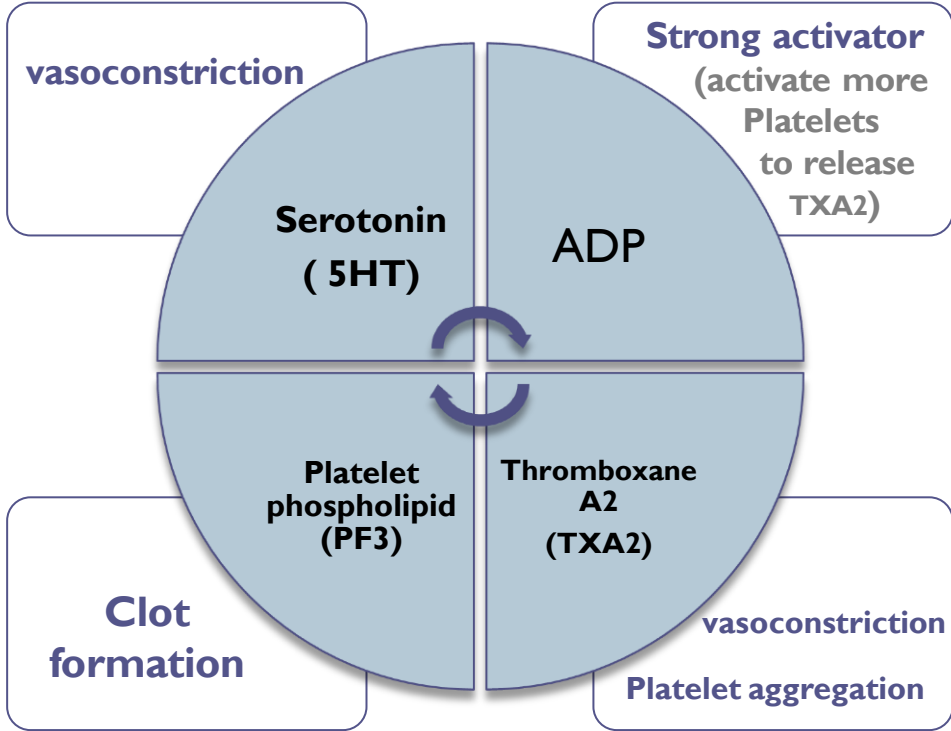 vasoconstriction
Strong activator
(activate more
Platelets
to release
TXA2)
Serotonin
( 5HT)
ADP
Platelet
phospholipid
(PF3)
Thromboxane
A2
(TXA2)
Clot
formation
vasoconstriction
Platelet aggregation